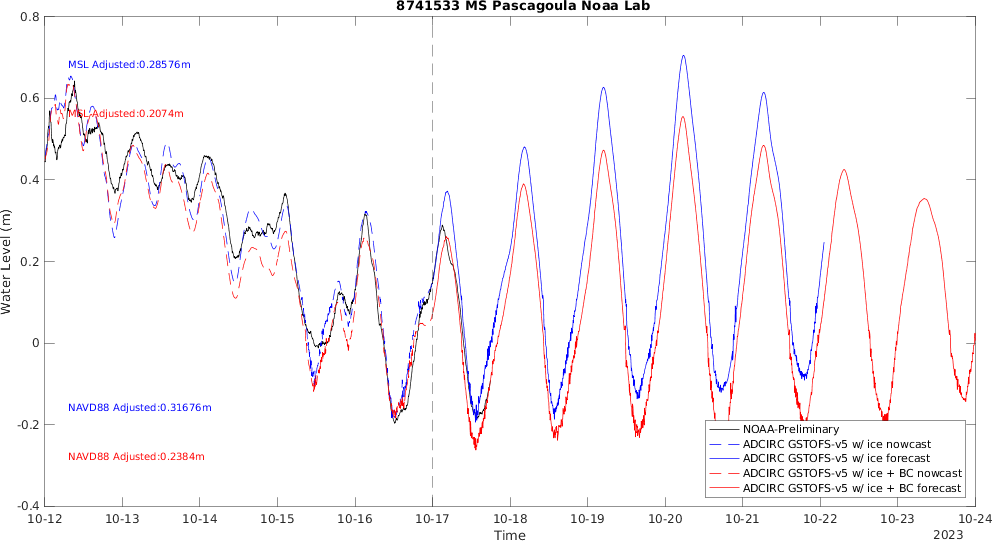 8741533 MS Pascagoula Noaa Lab
0.8
MSL Adjusted:0.28576m
0.6
MSL Adjusted:0.2074m
0.4
Water Level (m)
0.2
0
NAVD88 Adjusted:0.31676m
-0.2
NAVD88 Adjusted:0.2384m
NOAA-Preliminary
ADCIRC GSTOFS-v5 w/ ice nowcast
ADCIRC GSTOFS-v5 w/ ice forecast
ADCIRC GSTOFS-v5 w/ ice + BC nowcast
ADCIRC GSTOFS-v5 w/ ice + BC forecast
-0.4
10-12 10-13 10-14 10-15 10-16 10-17 10-18 10-19 10-20 10-21 10-22 10-23 10-24
Time
2023